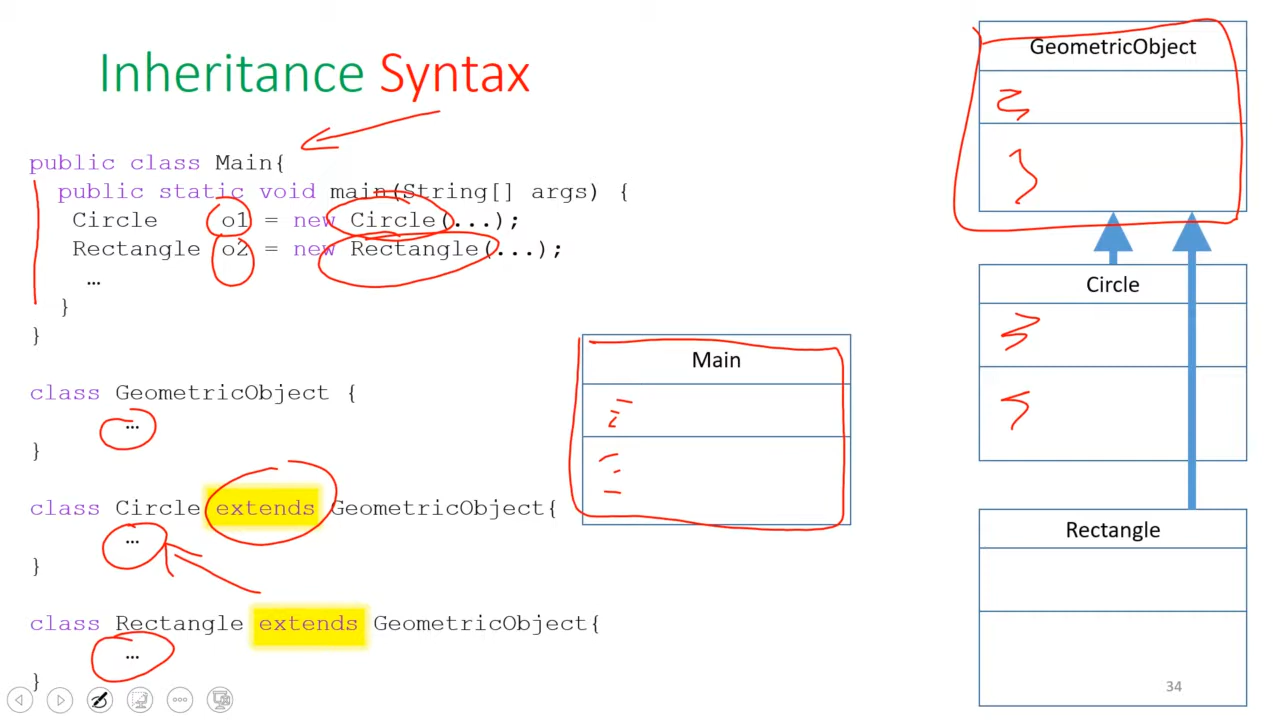 Inheritance Syntax
public class Main{
public static void main(String[] args) {
Circle o1 = new Circle(...);
Rectangle o2 = new Rectangle(...);
…
}
}
class GeometricObject {
…
}
class Circle extends GeometricObject{
…
}
class Rectangle extends GeometricObject{
…
}
Main
GeometricObject
Circle
Rectangle
34